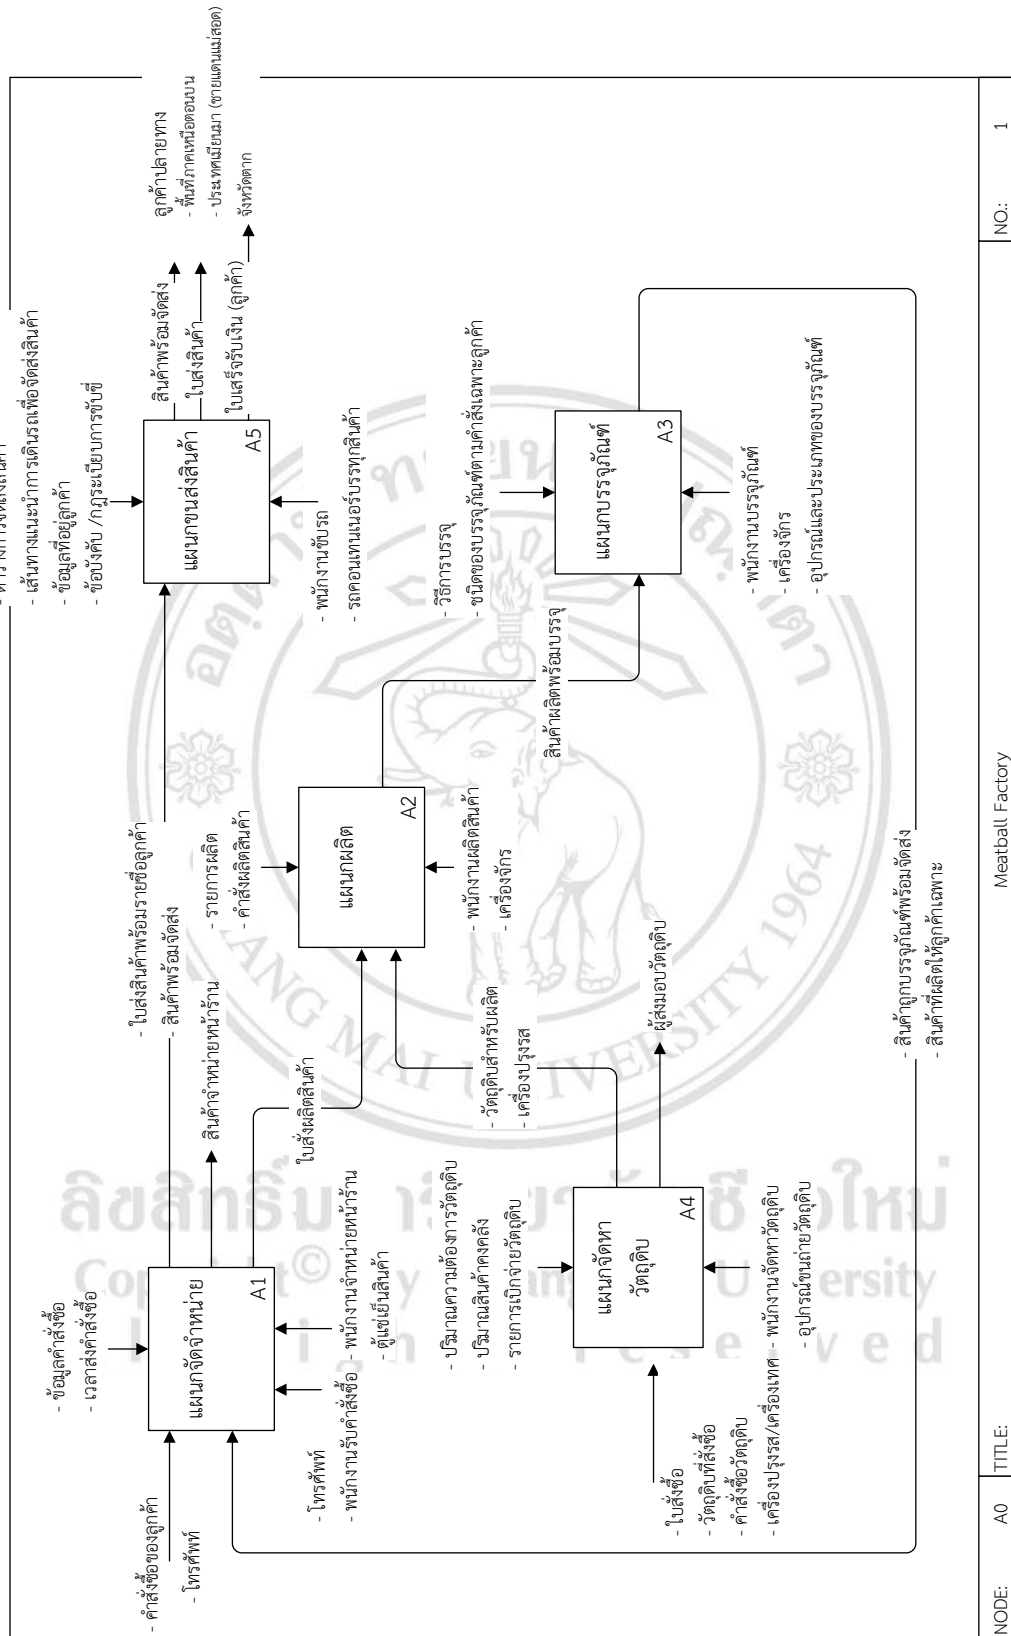 - คำสั่งซื้อของลูกค้า
- โทรศัพท์
- ข้อมูลคำสั่งซื้อ
- เวลาส่งคำสั่งซื้อ
แผนกจัดจำหน่าย
A1
- โทรศัพท์
- พนักงานรับคำสั่งซื้อ
- พนักงานจำหน่ายหน้าร้าน
- ตู้แช่เย็นสินค้า
- ใบส่งสินค้าพร้อมรายชื่อลูกค้า
- สินค้าพร้อมจัดส่ง
สินค้าจำหน่ายหน้าร้าน
ใบสั่งผลิตสินค้า
- รายการผลิต
- คำสั่งผลิตสินค้า
แผนกผลิต
A2
- พนักงานผลิตสินค้า
- เครื่องจักร
- วัตถุดิบสำหรับผลิต
- เครื่องปรุงรส
- ปริมาณความต้องการวัตถุดิบ
- ปริมาณสินค้าคงคลัง
- รายการเบิกจ่ายวัตถุดิบ
แผนกจัดหา
วัตถุดิบ
A4
ผู้ส่งมอบวัตถุดิบ
- ใบสั่งซื้อ
- วัตถุดิบที่สั่งซื้อ
- คำสั่งซื้อวัตถุดิบ
- เครื่องปรุงรส/เครื่องเทศ
- พนักงานจัดหาวัตถุดิบ
- อุปกรณ์ขนถ่ายวัตถุดิบ
สินค้าผลิตพร้อมบรรจุ
- วิธีการบรรจุ
- ชนิดของบรรจุภัณฑ์ตามคำสั่งเฉพาะลูกค้า
แผนกบรรจุภัณฑ์
A3
- พนักงานบรรจุภัณฑ์
- เครื่องจักร
- อุปกรณ์และประเภทของบรรจุภัณฑ์
- สินค้าถูกบรรจุภัณฑ์พร้อมจัดส่ง
- สินค้าที่ผลิตให้ลูกค้าเฉพาะ
- ตารางการจัดส่งสินค้า
- เส้นทางแนะนำการเดินรถเพื่อจัดส่งสินค้า
- ข้อมูลที่อยู่ลูกค้า
- ข้อบังคับ /กฎระเบียบการขับขี่
แผนกขนส่งสินค้า
A5
- พนักงานขับรถ
- รถคอนเทนเนอร์บรรทุกสินค้า
สินค้าพร้อมจัดส่ง
ใบส่งสินค้า
ใบเสร็จรับเงิน (ลูกค้า)
ลูกค้าปลายทาง
- พื้นที่ภาคเหนือตอนบน
- ประเทศเมียนมา (ชายแดนแม่สอด)
จังหวัดตาก
NODE: A0
TITLE: Meatball Factory
NO.: 1